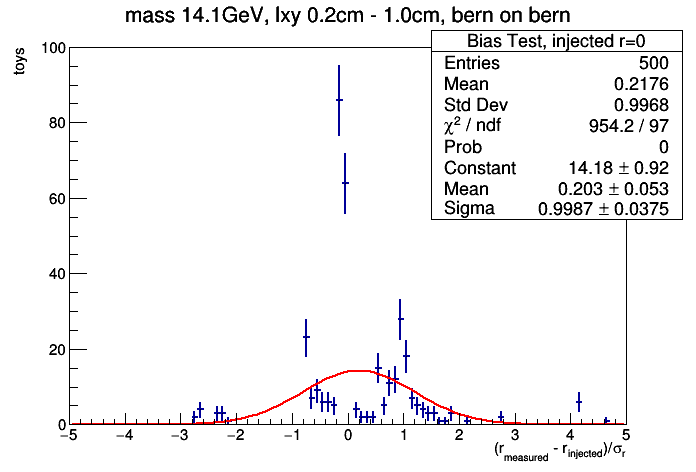 mass 14.1GeV, lxy 0.2cm - 1.0cm, bern on bern
Bias Test, injected r=0
Entries 500
Mean 0.2176
Std Dev 0.9968
χ² / ndf 954.2 / 97
Prob 0
Constant 14.18 ± 0.92
Mean 0.203 ± 0.053
Sigma 0.9987 ± 0.0375
toys
100
80
60
40
20
0
−5 −4 −3 −2 −1 0 1 2 3 4 5
(r_measured - r_injected)/σ_r